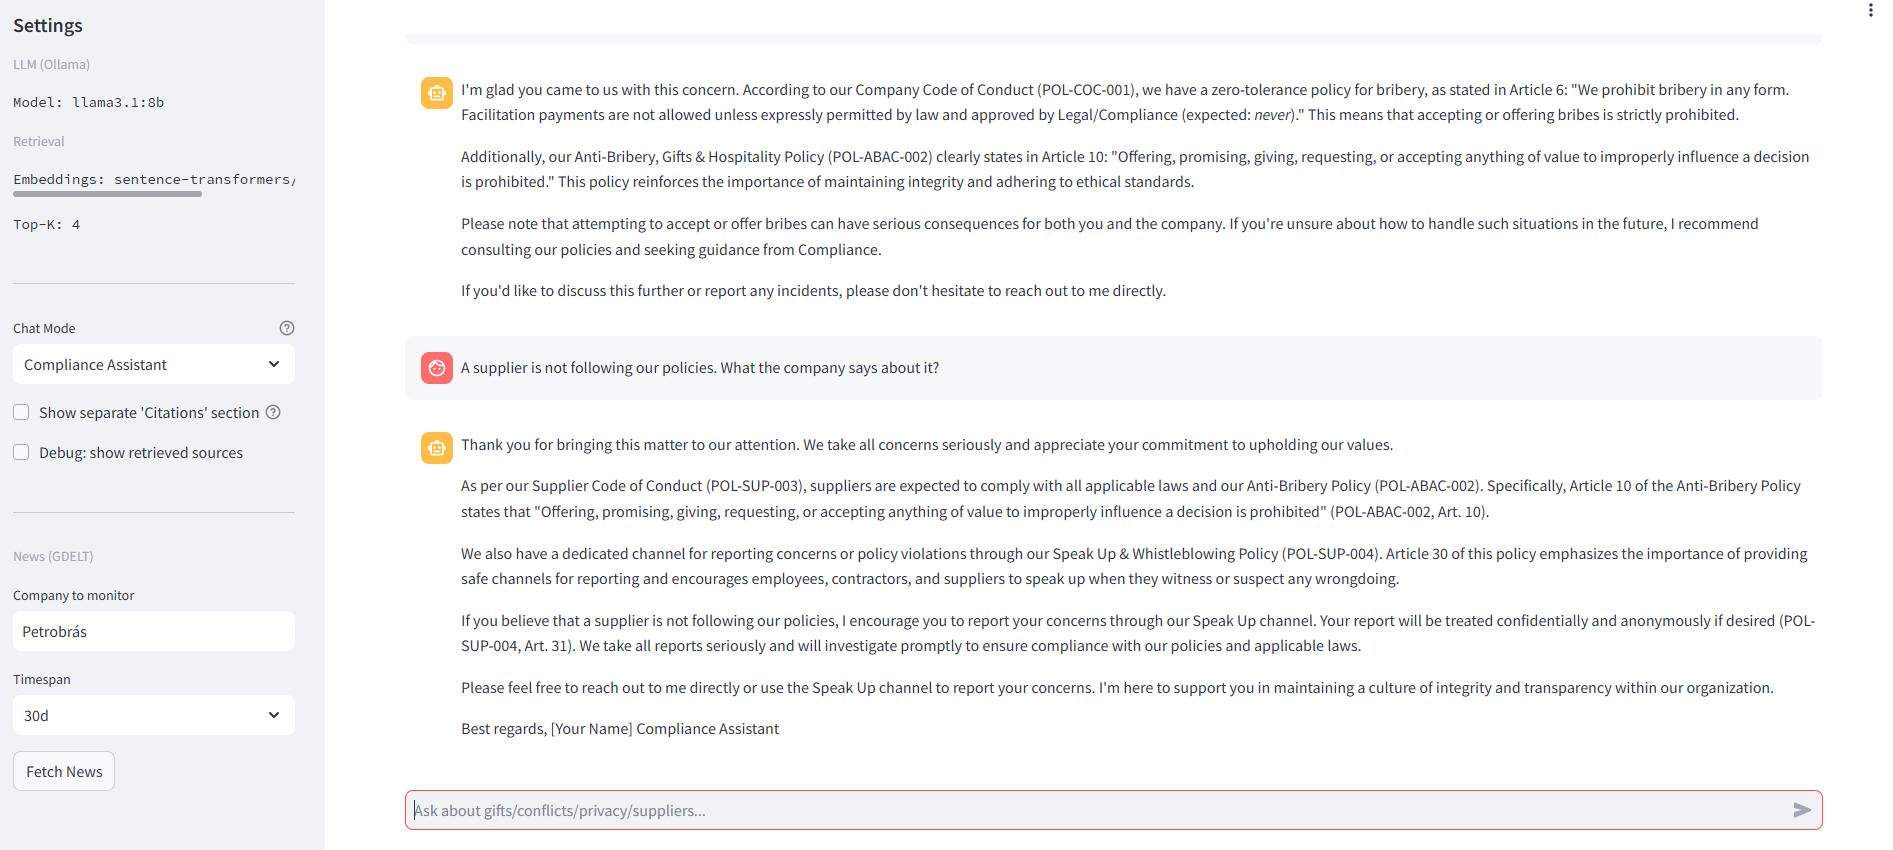 Settings
LLM (Ollama)
Model: llama3.1:8b
Retrieval
Embeddings: sentence-transformers/
Top-K: 4
Chat Mode
Compliance Assistant
Show separate 'Citations' section
Debug: show retrieved sources
News (GDELT)
Company to monitor
Petrobrás
Timespan
30d
Fetch News
I'm glad you came to us with this concern. According to our Company Code of Conduct (POL-COC-001), we have a zero-tolerance policy for bribery, as stated in Article 6: "We prohibit bribery in any form.
Facilitation payments are not allowed unless expressly permitted by law and approved by Legal/Compliance (expected: never)." This means that accepting or offering bribes is strictly prohibited.
Additionally, our Anti-Bribery, Gifts & Hospitality Policy (POL-ABAC-002) clearly states in Article 10: "Offering, promising, giving, requesting, or accepting anything of value to improperly influence a decision
is prohibited." This policy reinforces the importance of maintaining integrity and adhering to ethical standards.
Please note that attempting to accept or offer bribes can have serious consequences for both you and the company. If you're unsure about how to handle such situations in the future, I recommend
consulting our policies and seeking guidance from Compliance.
If you'd like to discuss this further or report any incidents, please don't hesitate to reach out to me directly.
A supplier is not following our policies. What the company says about it?
Thank you for bringing this matter to our attention. We take all concerns seriously and appreciate your commitment to upholding our values.
As per our Supplier Code of Conduct (POL-SUP-003), suppliers are expected to comply with all applicable laws and our Anti-Bribery Policy (POL-ABAC-002). Specifically, Article 10 of the Anti-Bribery Policy
states that "Offering, promising, giving, requesting, or accepting anything of value to improperly influence a decision is prohibited" (POL-ABAC-002, Art. 10).
We also have a dedicated channel for reporting concerns or policy violations through our Speak Up & Whistleblowing Policy (POL-SUP-004). Article 30 of this policy emphasizes the importance of providing
safe channels for reporting and encourages employees, contractors, and suppliers to speak up when they witness or suspect any wrongdoing.
If you believe that a supplier is not following our policies, I encourage you to report your concerns through our Speak Up channel. Your report will be treated confidentially and anonymously if desired (POL-
SUP-004, Art. 31). We take all reports seriously and will investigate promptly to ensure compliance with our policies and applicable laws.
Please feel free to reach out to me directly or use the Speak Up channel to report your concerns. I'm here to support you in maintaining a culture of integrity and transparency within our organization.
Best regards, [Your Name] Compliance Assistant
Ask about gifts/conflicts/privacy/suppliers...